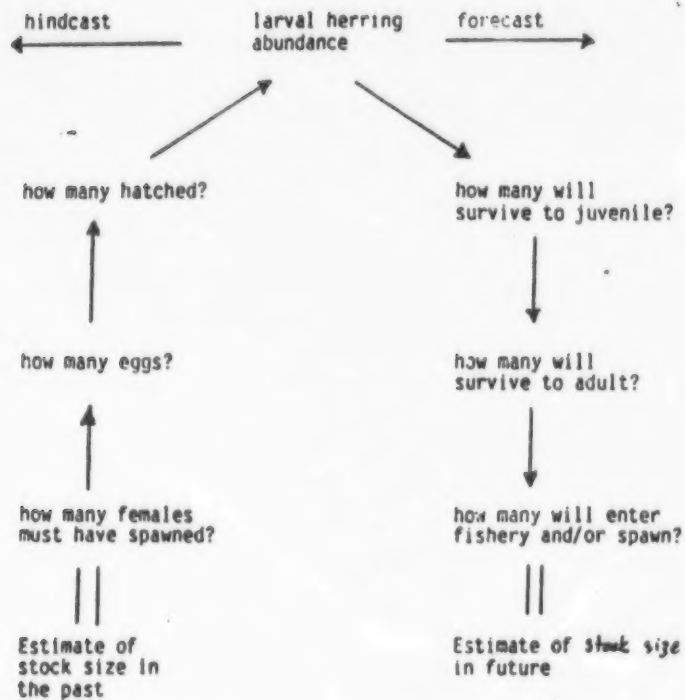 hindcast
larval herring
abundance
forecast
how many hatched?
how many will
survive to juvenile?
how many eggs?
how many will
survive to adult?
how many females
must have spawned?
how many will enter
fishery and/or spawn?
Estimate of
stock size in
the past
Estimate of stock size
in future